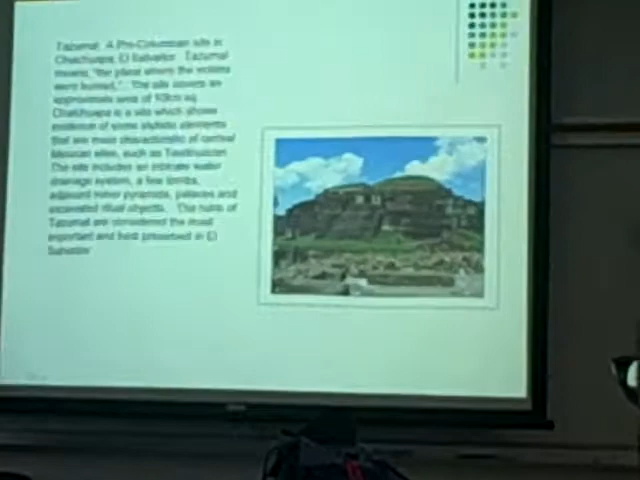 Tazumal: A Pre-Columbian site in
Chalchuapa, El Salvador. Tazumal
means, "the place where the victims
were burned,". The site covers an
approximate area of 10km sq.
Chalchuapa is a site which shows
evidence of some stylistic elements
that are most characteristic of central
Mexican sites, such as Teotihuacan.
The site includes an intricate water
drainage system, a few tombs,
adjacent minor pyramids, palaces and
excavated ritual objects. The ruins of
Tazumal are considered the most
important and best preserved in El
Salvador